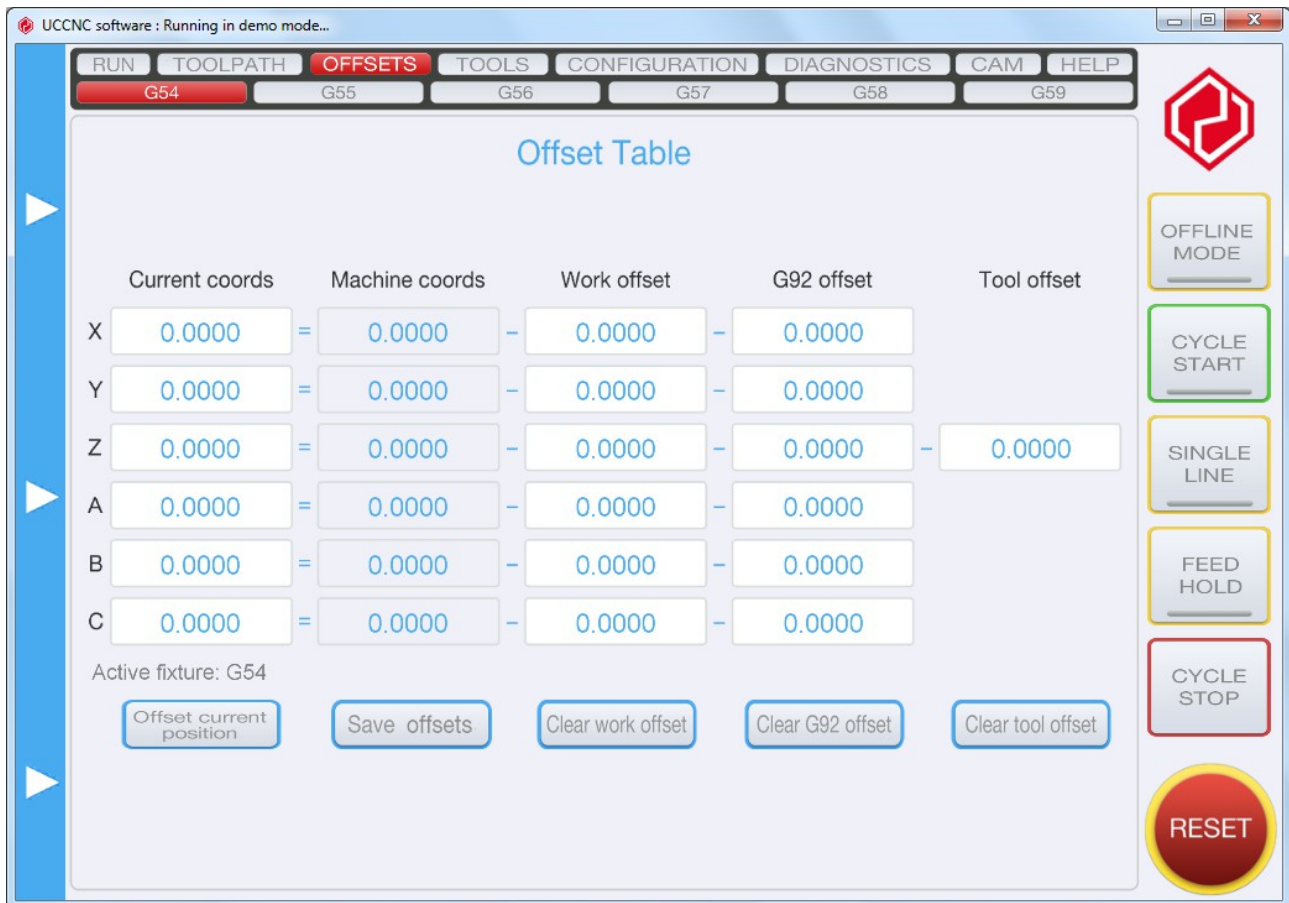 UCCNC software : Running in demo mode...
RUN TOOLPATH OFFSETS TOOLS CONFIGURATION DIAGNOSTICS CAM HELP
G54 G55 G56 G57 G58 G59
Offset Table
Current coords Machine coords Work offset G92 offset Tool offset
X 0.0000 = 0.0000 - 0.0000 - 0.0000
Y 0.0000 = 0.0000 - 0.0000 - 0.0000
Z 0.0000 = 0.0000 - 0.0000 - 0.0000 - 0.0000
A 0.0000 = 0.0000 - 0.0000 - 0.0000
B 0.0000 = 0.0000 - 0.0000 - 0.0000
C 0.0000 = 0.0000 - 0.0000 - 0.0000
Active fixture: G54
Offset current
position
Save offsets
Clear work offset
Clear G92 offset
Clear tool offset
OFFLINE
MODE
CYCLE
START
SINGLE
LINE
FEED
HOLD
CYCLE
STOP
RESET